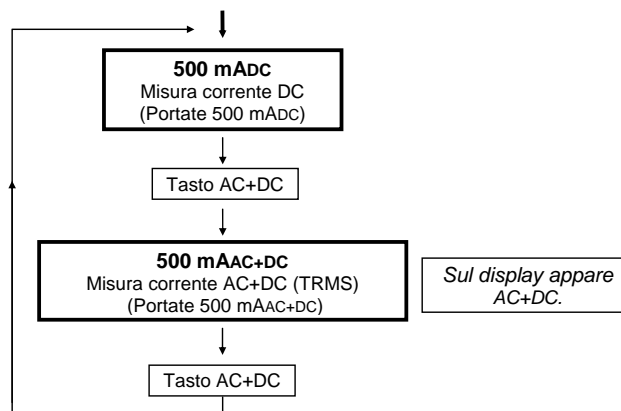 500 mADC
Misura corrente DC
(Portate 500 mADC)
Tasto AC+DC
500 mAAC+DC
Misura corrente AC+DC (TRMS)
(Portate 500 mAAC+DC)
Sul display appare
AC+DC.
Tasto AC+DC